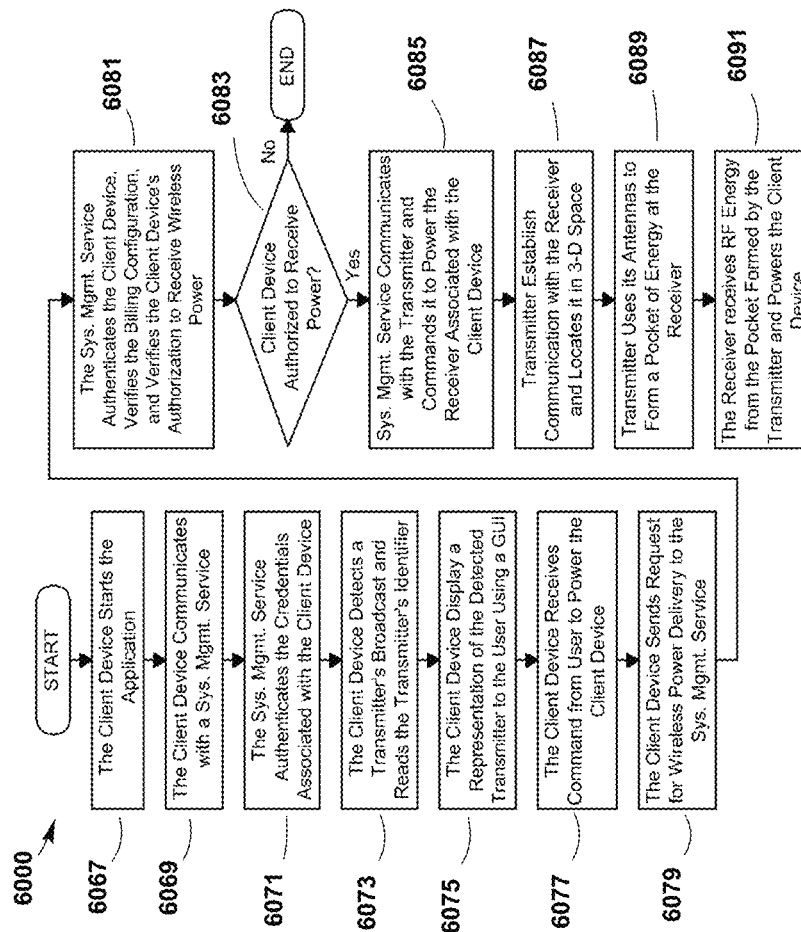 6000
START
6067
The Client Device Starts the
Application
6069
The Client Device Communicates
with a Sys. Mgmt. Service
6071
The Sys. Mgmt. Service
Authenticates the Credentials
Associated with the Client Device
6073
The Client Device Detects a
Transmitter's Broadcast and
Reads the Transmitter's Identifier
6075
The Client Device Display a
Representation of the Detected
Transmitter to the User Using a GUI
6077
The Client Device Receives
Command from User to Power the
Client Device
6079
The Client Device Sends Request
for Wireless Power Delivery to the
Sys. Mgmt. Service
6081
The Sys. Mgmt. Service
Authenticates the Client Device,
Verifies the Billing Configuration,
and Verifies the Client Device's
Authorization to Receive Wireless
Power
6083
Client Device
Authorized to Receive
Power?
No
END
Yes
6085
Sys. Mgmt. Service Communicates
with the Transmitter and
Commands it to Power the
Receiver Associated with the
Client Device
6087
Transmitter Establish
Communication with the Receiver
and Locates it in 3-D Space
6089
Transmitter Uses its Antennas to
Form a Pocket of Energy at the
Receiver
6091
The Receiver receives RF Energy
from the Pocket Formed by the
Transmitter and Powers the Client
Device